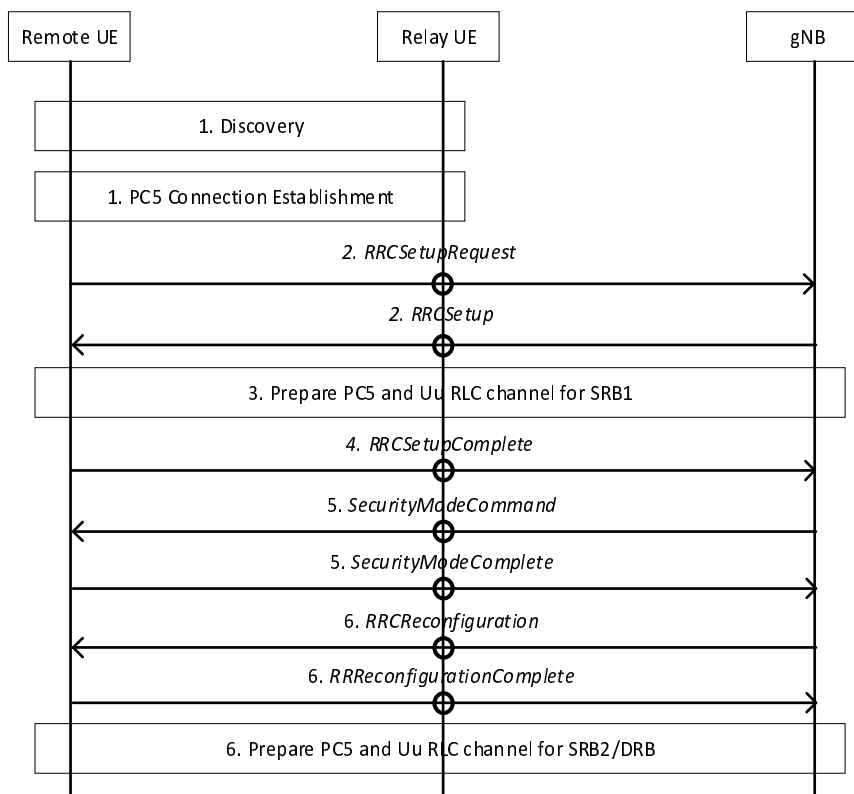 Remote UE
Relay UE
gNB
1. Discovery
1. PC5 Connection Establishment
2. RRCSetupRequest
2. RRCSetup
3. Prepare PC5 and Uu RLC channel for SRB1
4. RRCSetupComplete
5. SecurityModeCommand
5. SecurityModeComplete
6. RRCReconfiguration
6. RRReconfigurationComplete
6. Prepare PC5 and Uu RLC channel for SRB2/DRB